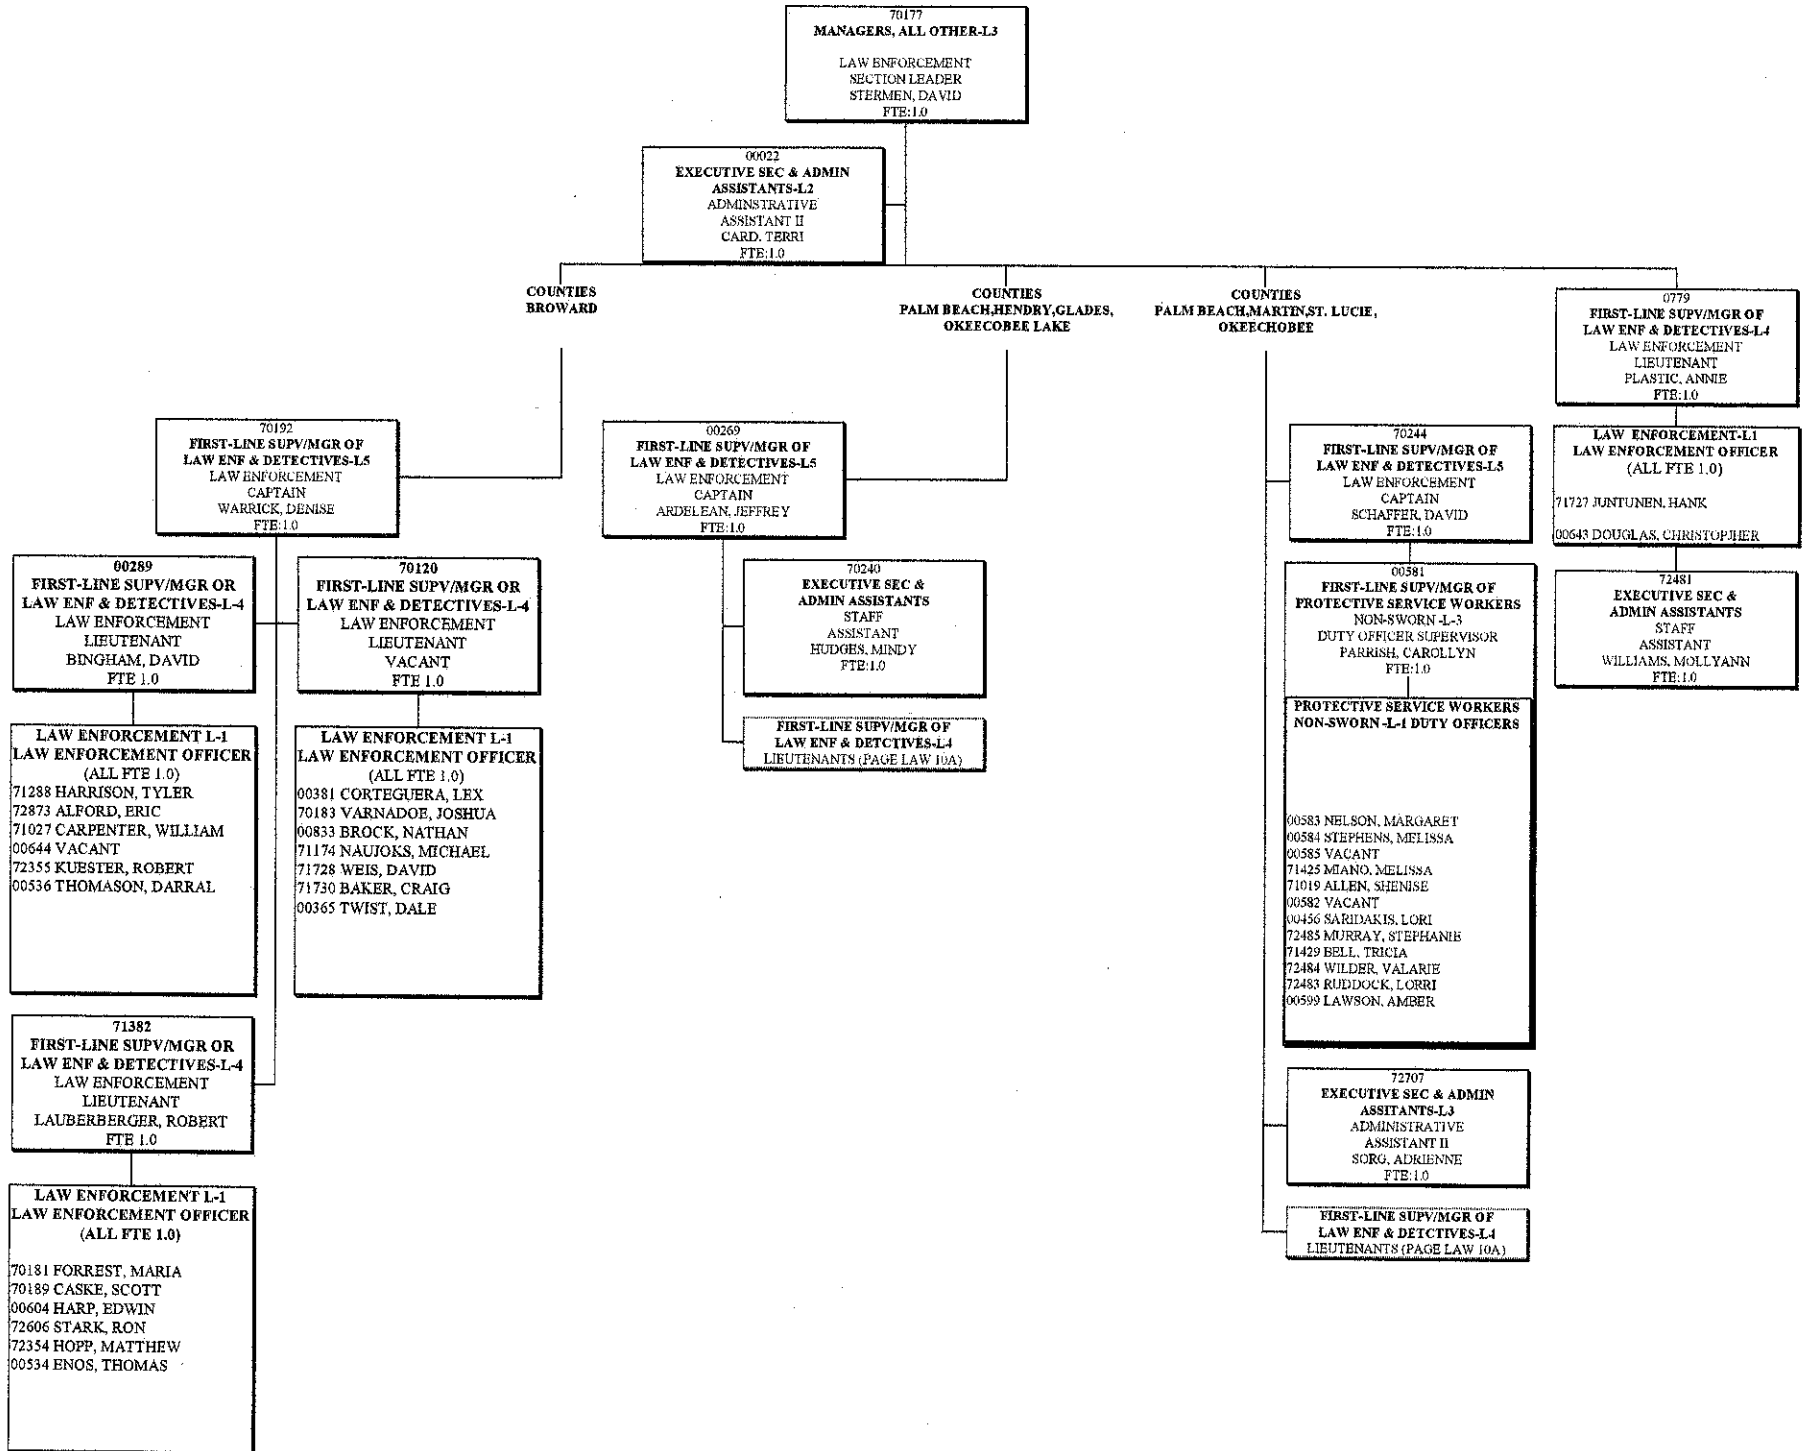 70177
MANAGERS, ALL OTHER-L3
LAW ENFORCEMENT
SECTION LEADER
STERMEN, DAVID
FTE:1.0
00022
EXECUTIVE SEC & ADMIN
ASSISTANTS-L2
ADMINSTRATIVE
ASSISTANT II
CARD, TERRI
FTE:1.0
COUNTIES
BROWARD
COUNTIES
PALM BEACH,HENDRY,GLADES,
OKEECOBEE LAKE
COUNTIES
PALM BEACH,MARTIN,ST. LUCIE,
OKEECHOBEE
0779
FIRST-LINE SUPV/MGR OF
LAW ENF & DETECTIVES-L4
LAW ENFORCEMENT
LIEUTENANT
PLASTIC, ANNIE
FTE:1.0
70192
FIRST-LINE SUPV/MGR OF
LAW ENF & DETECTIVES-L5
LAW ENFORCEMENT
CAPTAIN
WARRICK, DENISE
FTE:1.0
00269
FIRST-LINE SUPV/MGR OF
LAW ENF & DETECTIVES-L5
LAW ENFORCEMENT
CAPTAIN
ARDELEAN, JEFFREY
FTE:1.0
70244
FIRST-LINE SUPV/MGR OF
LAW ENF & DETECTIVES-L5
LAW ENFORCEMENT
CAPTAIN
SCHAFFER, DAVID
FTE:1.0
LAW ENFORCEMENT-L1
LAW ENFORCEMENT OFFICER
(ALL FTE 1.0)
71727 JUNTUNEN, HANK
00643 DOUGLAS, CHRISTOPJHER
00289
FIRST-LINE SUPV/MGR OR
LAW ENF & DETECTIVES-L-4
LAW ENFORCEMENT
LIEUTENANT
BINGHAM, DAVID
FTE 1.0
70120
FIRST-LINE SUPV/MGR OR
LAW ENF & DETECTIVES-L-4
LAW ENFORCEMENT
LIEUTENANT
VACANT
FTE 1.0
70240
EXECUTIVE SEC &
ADMIN ASSISTANTS
STAFF
ASSISTANT
HUDGES, MINDY
FTE:1.0
00581
FIRST-LINE SUPV/MGR OF
PROTECTIVE SERVICE WORKERS
NON-SWORN -L-3
DUTY OFFICER SUPERVISOR
PARRISH, CAROLLYN
FTE:1.0
72481
EXECUTIVE SEC &
ADMIN ASSISTANTS
STAFF
ASSISTANT
WILLIAMS, MOLLYANN
FTE:1.0
LAW ENFORCEMENT L-1
LAW ENFORCEMENT OFFICER
(ALL FTE 1.0)
71288 HARRISON, TYLER
72873 ALFORD, ERIC
71027 CARPENTER, WILLIAM
00644 VACANT
72355 KUESTER, ROBERT
00536 THOMASON, DARRAL
LAW ENFORCEMENT L-1
LAW ENFORCEMENT OFFICER
(ALL FTE 1.0)
00381 CORTEGUERA, LEX
70183 VARNADOE, JOSHUA
00833 BROCK, NATHAN
71174 NAUJOKS, MICHAEL
71728 WEIS, DAVID
71730 BAKER, CRAIG
00365 TWIST, DALE
FIRST-LINE SUPV/MGR OF
LAW ENF & DETCTIVES-L4
LIEUTENANTS (PAGE LAW 10A)
PROTECTIVE SERVICE WORKERS
NON-SWORN -L-1 DUTY OFFICERS
00583 NELSON, MARGARET
00584 STEPHENS, MELISSA
00585 VACANT
71425 MIANO, MELISSA
71019 ALLEN, SHENISE
00582 VACANT
00456 SARIDAKIS, LORI
72485 MURRAY, STEPHANIE
71429 BELL, TRICIA
72484 WILDER, VALARIE
72483 RUDDOCK, LORRI
00599 LAWSON, AMBER
71382
FIRST-LINE SUPV/MGR OR
LAW ENF & DETECTIVES-L-4
LAW ENFORCEMENT
LIEUTENANT
LAUBERBERGER, ROBERT
FTE 1.0
72707
EXECUTIVE SEC & ADMIN
ASSITANTS-L3
ADMINISTRATIVE
ASSISTANT II
SORG, ADRIENNE
FTE:1.0
LAW ENFORCEMENT L-1
LAW ENFORCEMENT OFFICER
(ALL FTE 1.0)
70181 FORREST, MARIA
70189 CASKE, SCOTT
00604 HARP, EDWIN
72606 STARK, RON
72354 HOPP, MATTHEW
00534 ENOS, THOMAS
FIRST-LINE SUPV/MGR OF
LAW ENF & DETCTIVES-L4
LIEUTENANTS (PAGE LAW 10A)